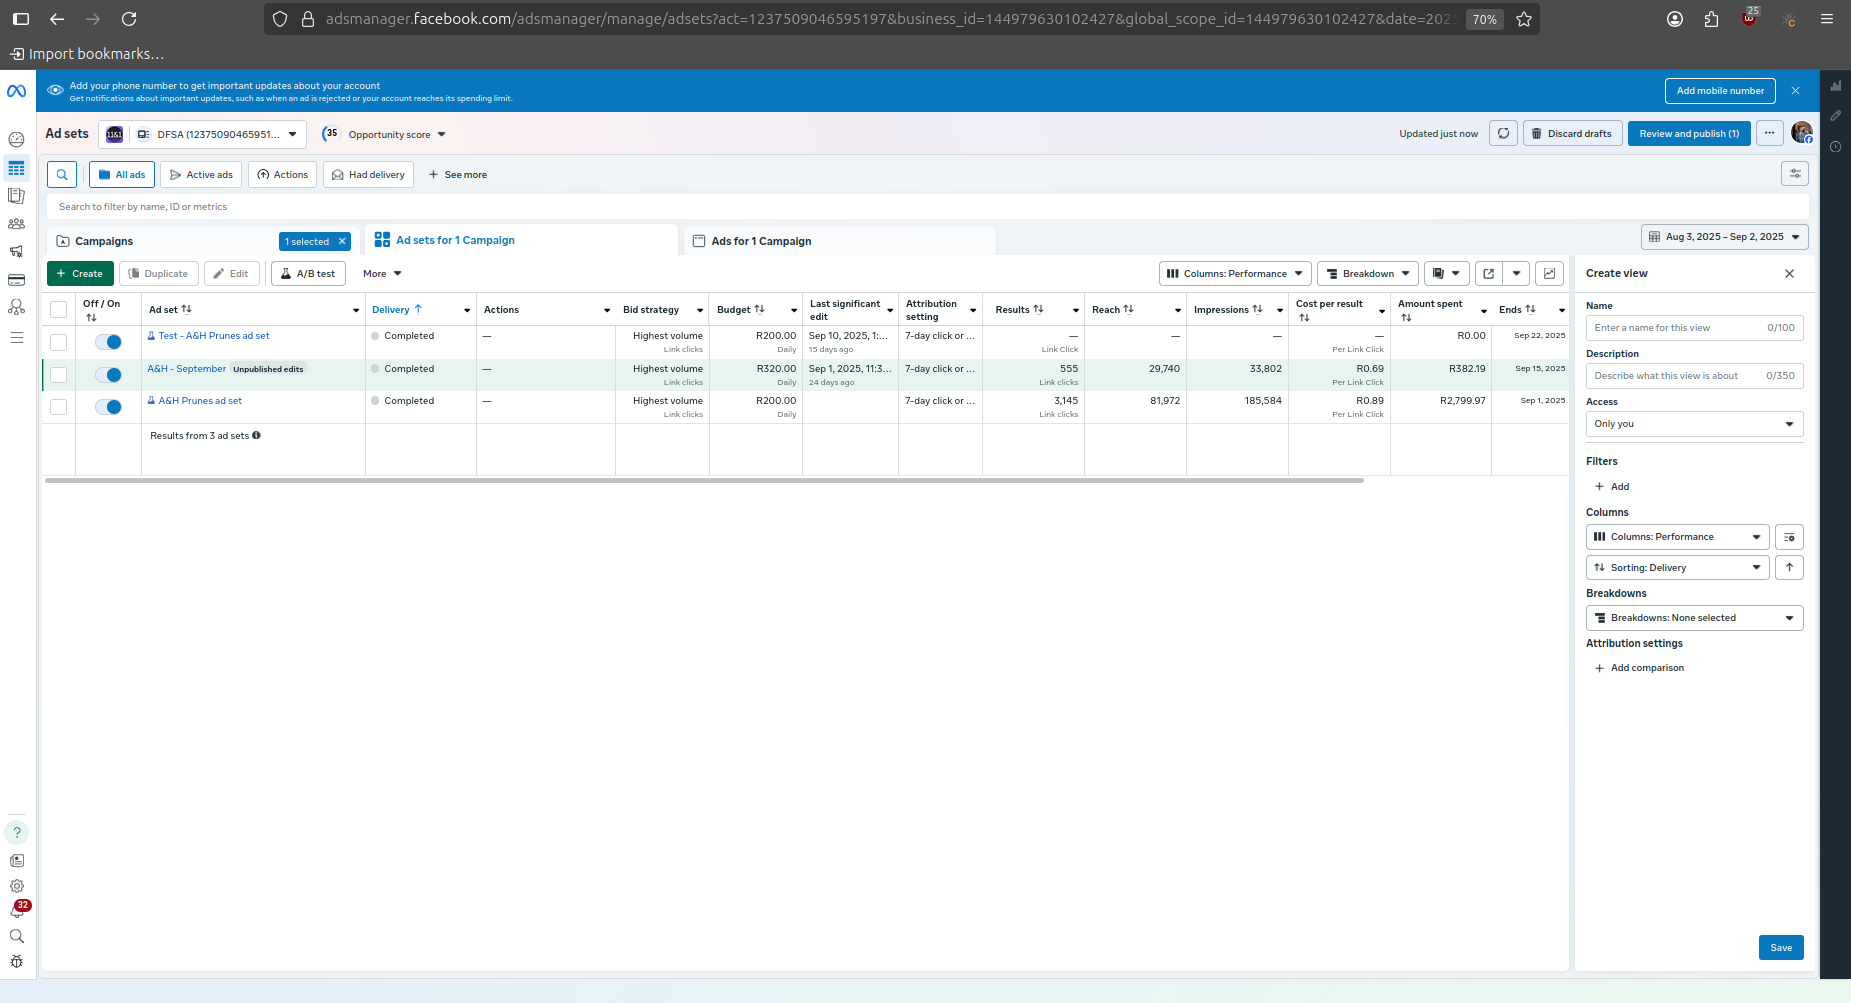 adsmanager.facebook.com/adsmanager/manage/adsets?act=1237509046595197&business_id=144979630102427&global_scope_id=144979630102427&date=2025
70%
25
Import bookmarks...
Add your phone number to get important updates about your account
Get notifications about important updates, such as when an ad is rejected or your account reaches its spending limit.
Add mobile number
Ad sets
DFSA (12375090465951...
35 Opportunity score
Updated just now
Discard drafts
Review and publish (1)
All ads
Active ads
Actions
Had delivery
See more
Search to filter by name, ID or metrics
Campaigns
1 selected
Ad sets for 1 Campaign
Ads for 1 Campaign
Aug 3, 2025 – Sep 2, 2025
+ Create
Duplicate
Edit
A/B test
More
Columns: Performance
Breakdown
Off / On
Ad set
Delivery ↑
Actions
Bid strategy
Budget
Last significant edit
Attribution setting
Results
Reach
Impressions
Cost per result
Amount spent
Ends
Test - A&H Prunes ad set Completed — Highest volume R200.00 Sep 10, 2025, 1:... 7-day click or ... — — — — R0.00 Sep 22, 2025
Link clicks Daily 15 days ago Link Click Per Link Click
A&H - September Unpublished edits Completed — Highest volume R320.00 Sep 1, 2025, 11:3... 7-day click or ... 555 29,740 33,802 R0.69 R382.19 Sep 15, 2025
Link clicks Daily 24 days ago Link clicks Per Link Click
A&H Prunes ad set Completed — Highest volume R200.00 7-day click or ... 3,145 81,972 185,584 R0.89 R2,799.97 Sep 1, 2025
Link clicks Daily Link clicks Per Link Click
Results from 3 ad sets
Create view
Name
Enter a name for this view 0/100
Description
Describe what this view is about 0/350
Access
Only you
Filters
+ Add
Columns
Columns: Performance
Sorting: Delivery
Breakdowns
Breakdowns: None selected
Attribution settings
+ Add comparison
Save
32